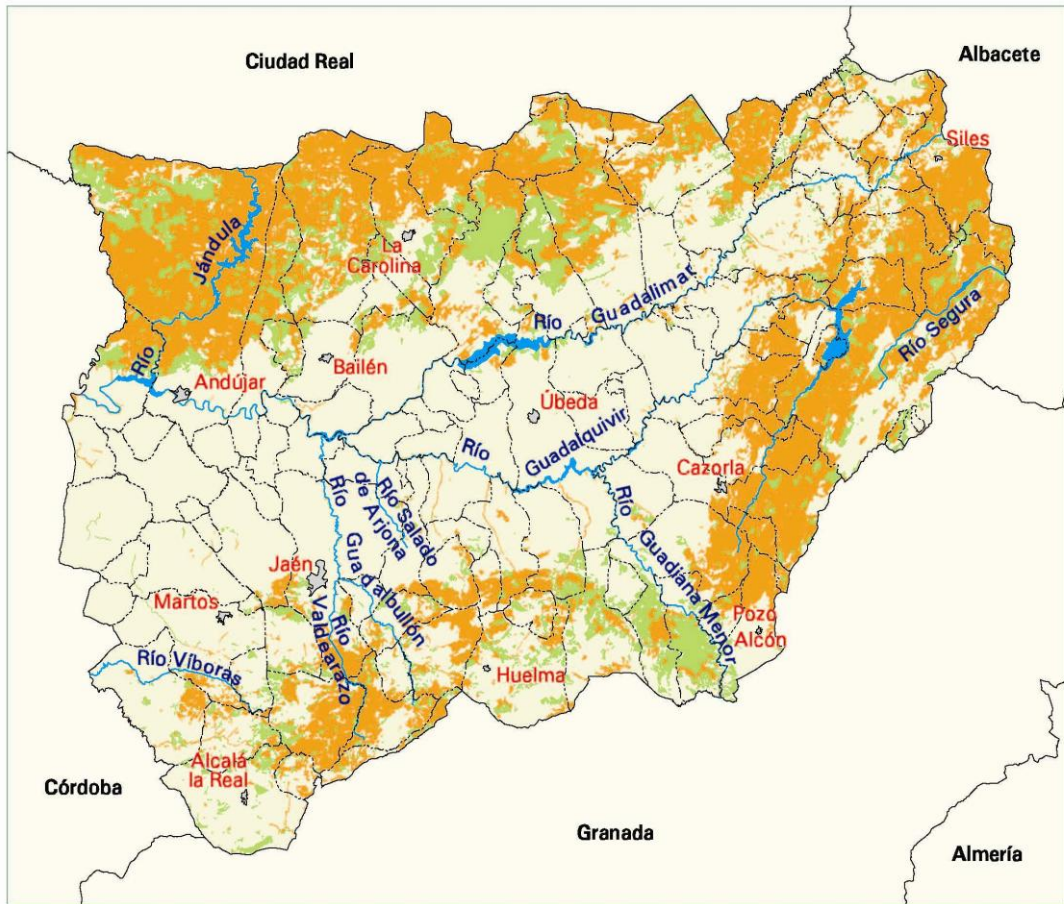 Ciudad Real
Albacete
Siles
Jándula
La
Carolina
Río
Guadalimar
Río Segura
Río
Andújar
Bailén
Úbeda
Río
Guadalquivir
Cazorla
Río Salado
de Arjona
Río
Guadalbullón
Río
Guadiana Menor
Jaén
Martos
Río
Valdearazo
Pozo
Alcón
Río Víboras
Huelma
Alcalá
la Real
Córdoba
Granada
Almería